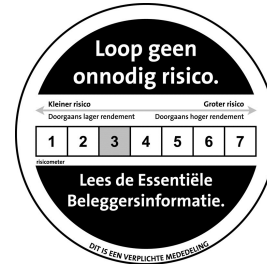 Loop geen
onnodig risico.
Kleiner risico Groter risico
Doorgaans lager rendement Doorgaans hoger rendement
1 2 3 4 5 6 7
risicometer
Lees de Essentiële
Beleggersinformatie.
DIT IS EEN VERPLICHTE MEDEDELING